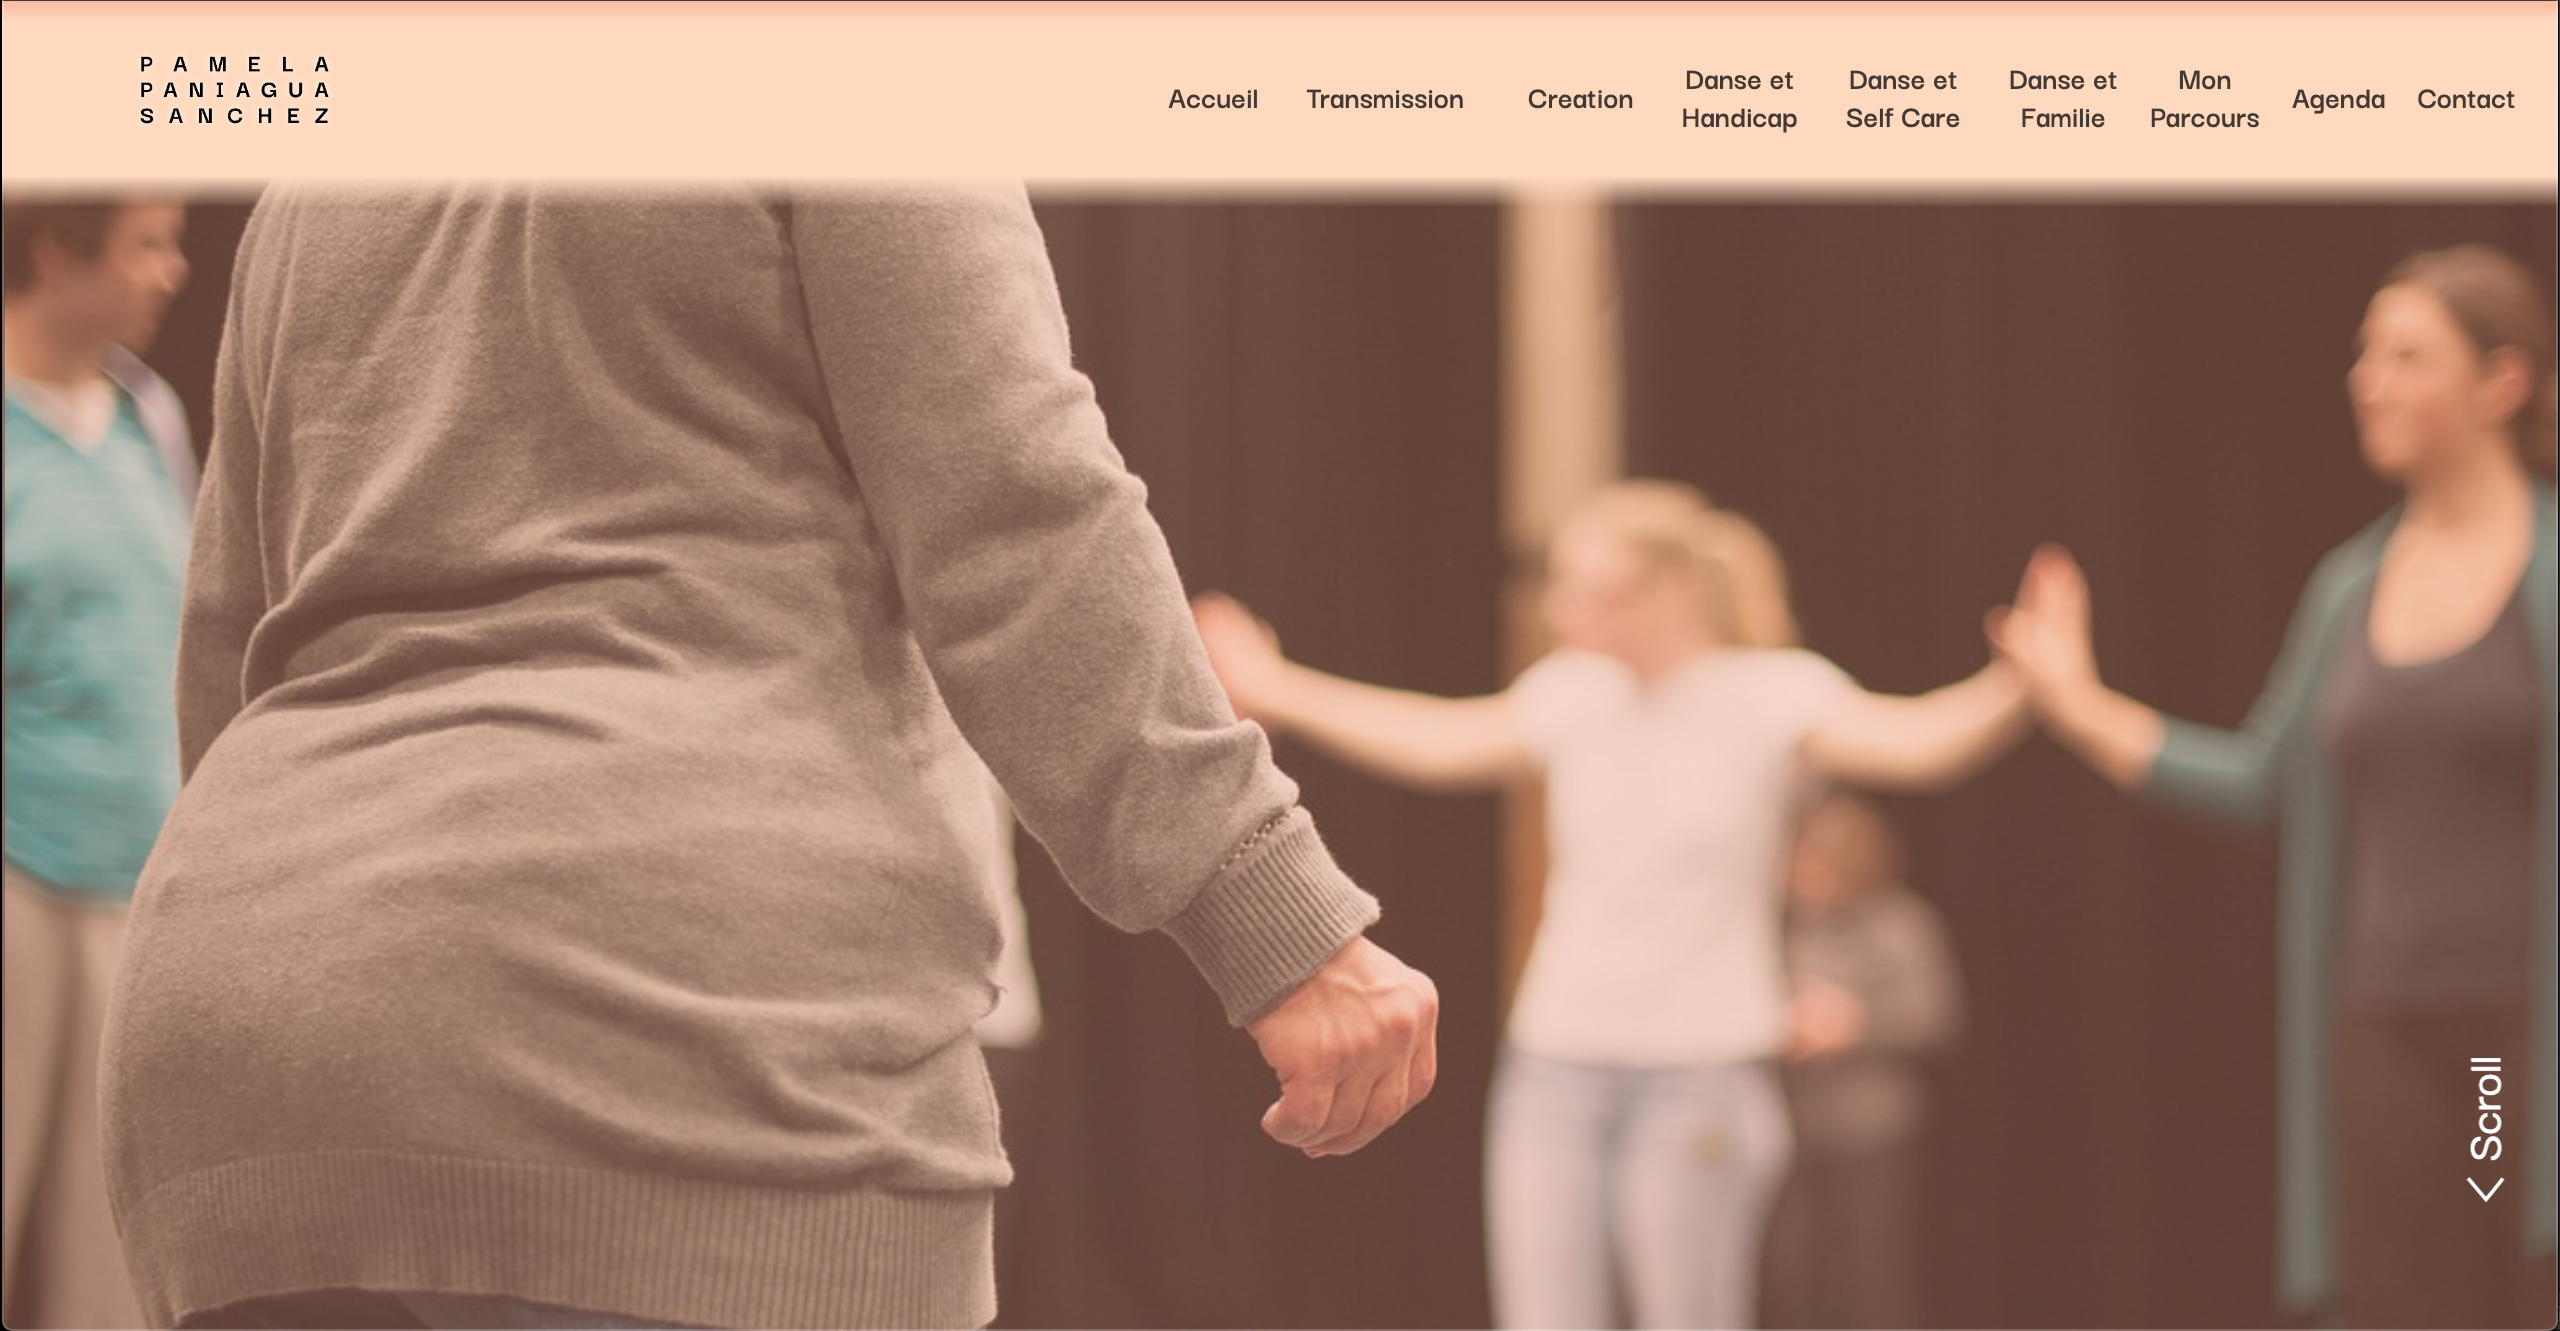 PAMELA
PANIAGUA
SANCHEZ
Accueil
Transmission
Creation
Danse et
Handicap
Danse et
Self Care
Danse et
Familie
Mon
Parcours
Agenda
Contact
Scroll